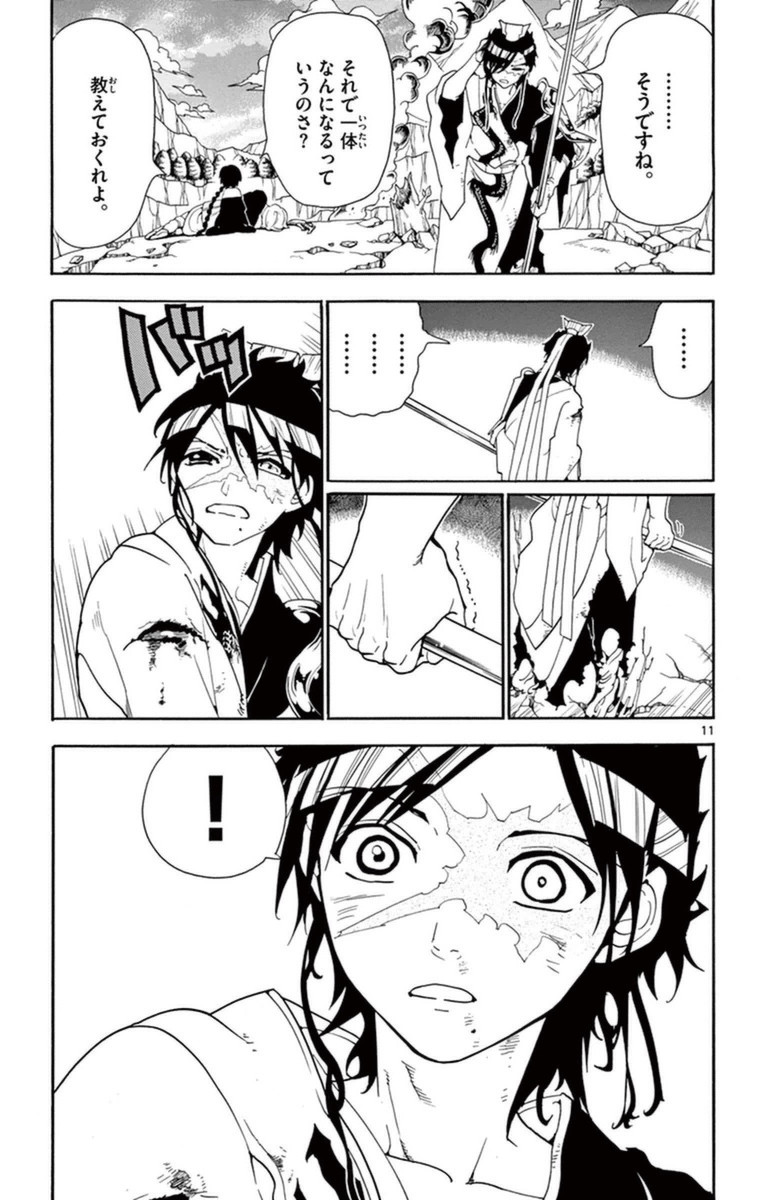 ………
そうですね。
それで一体
なんになるって
いうのさ？
教えておくれよ。
……
……
……
バッ
11
！